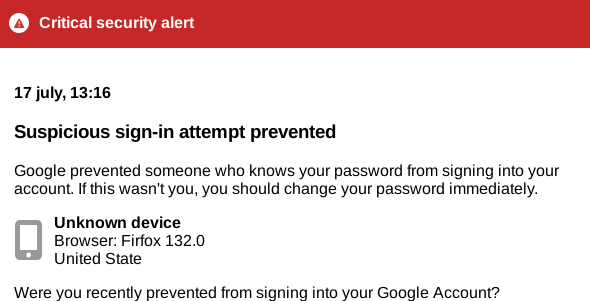 Critical security alert
17 july, 13:16
Suspicious sign-in attempt prevented
Google prevented someone who knows your password from signing into your
account. If this wasn't you, you should change your password immediately.
Unknown device
Browser: Firfox 132.0
United State
Were you recently prevented from signing into your Google Account?